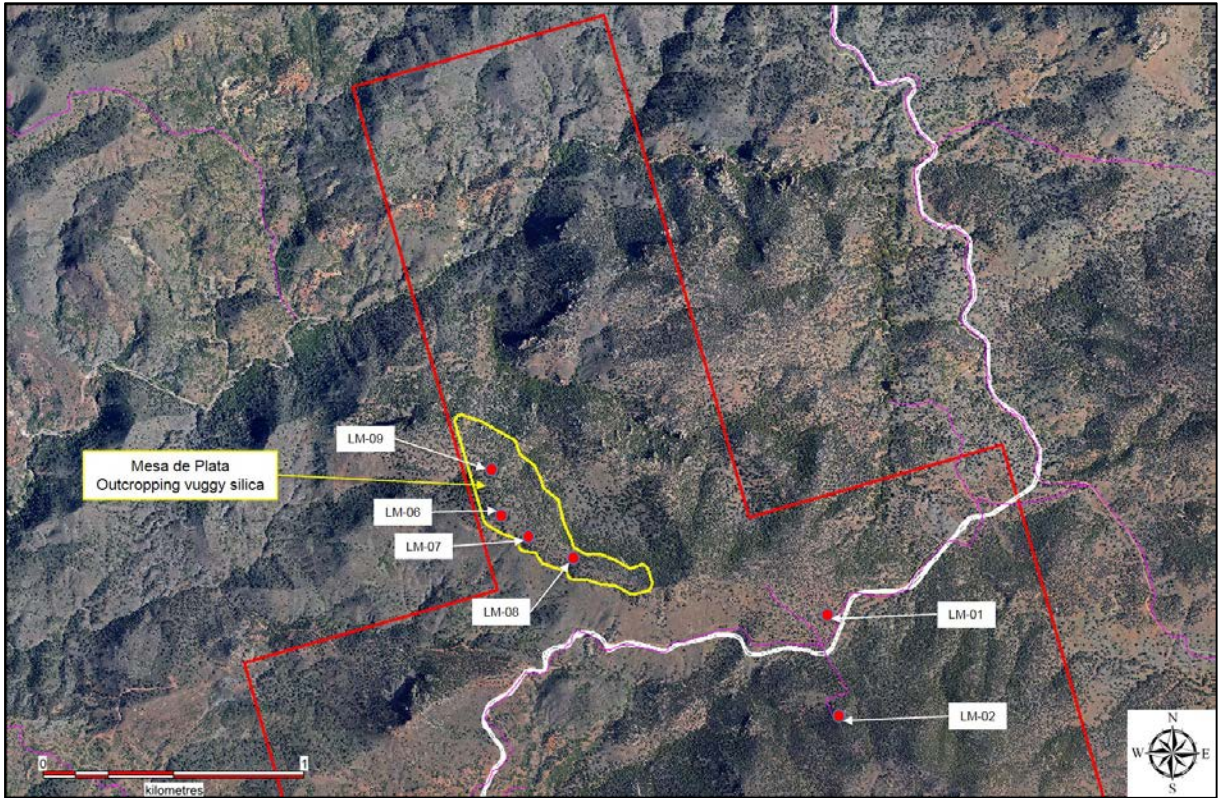 LM-09
Mesa de Plata
Outcropping vuggy silica
LM-06
LM-07
LM-08
LM-01
LM-02
0
1
kilometres
N
W
E
S